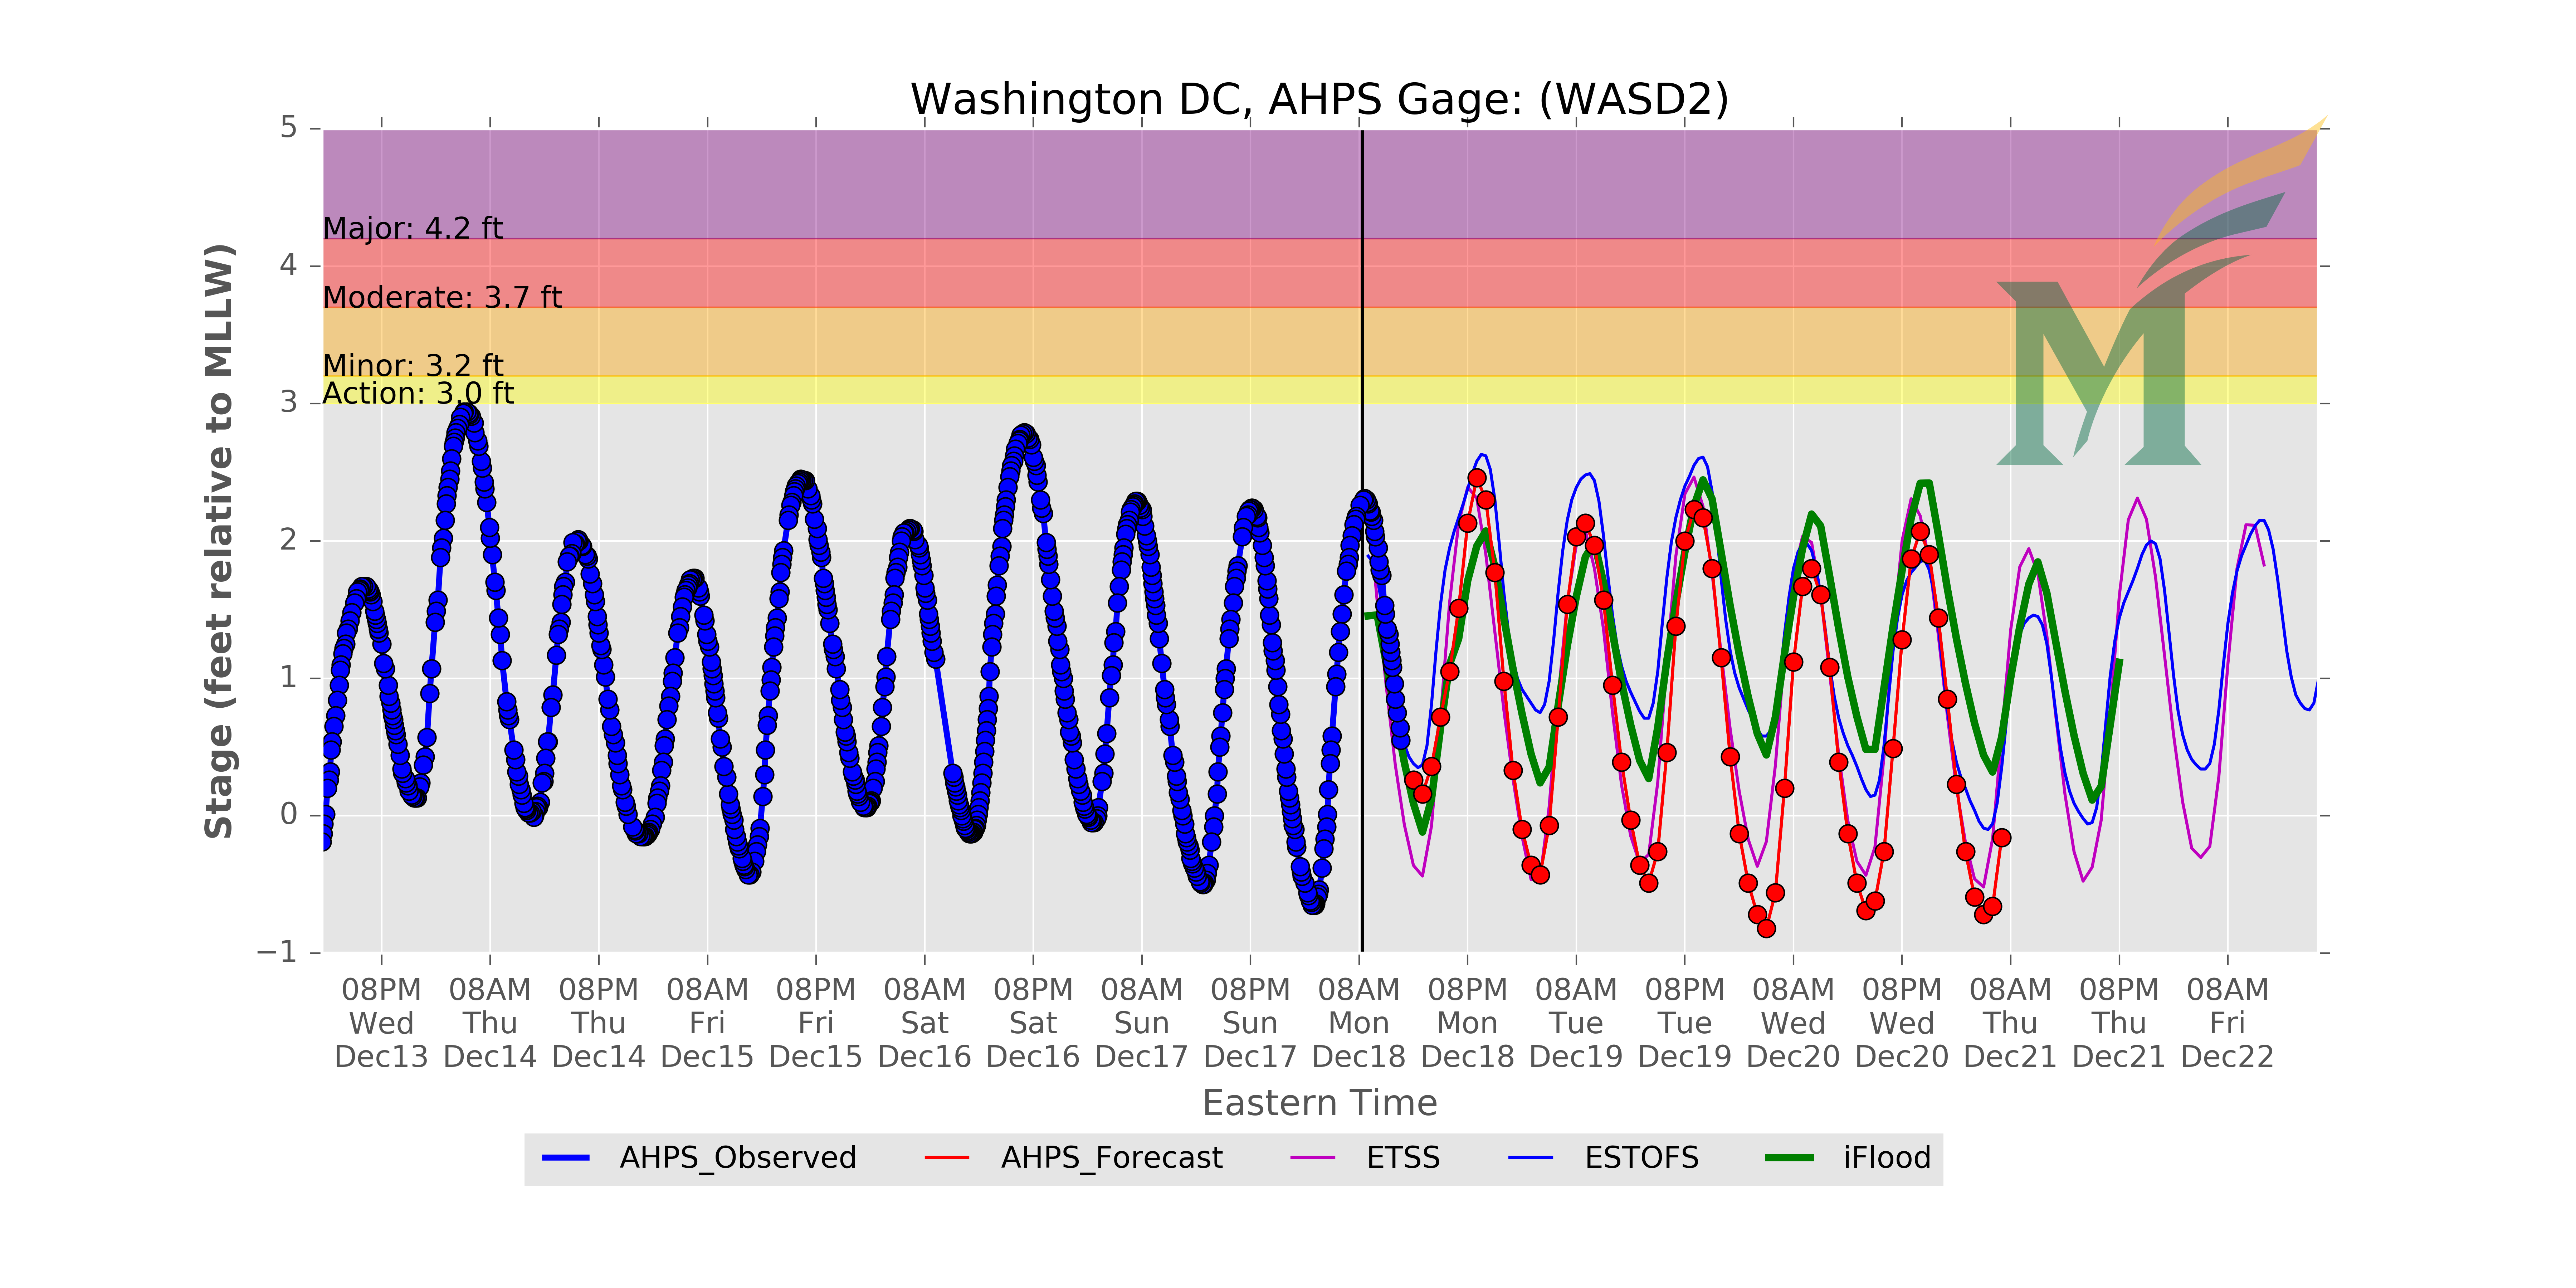 Washington DC, AHPS Gage: (WASD2)
5
Major: 4.2 ft
4
Moderate: 3.7 ft
Minor: 3.2 ft
Action: 3.0 ft
3
2
1
0
−1
Stage (feet relative to MLLW)
M
08PM 08AM 08PM 08AM 08PM 08AM 08PM 08AM 08PM 08AM 08PM 08AM 08PM 08AM 08PM 08AM 08PM 08AM
Wed Thu Thu Fri Fri Sat Sat Sun Sun Mon Mon Tue Tue Wed Wed Thu Thu Fri
Dec13 Dec14 Dec14 Dec15 Dec15 Dec16 Dec16 Dec17 Dec17 Dec18 Dec18 Dec19 Dec19 Dec20 Dec20 Dec21 Dec21 Dec22
Eastern Time
AHPS_Observed AHPS_Forecast ETSS ESTOFS iFlood